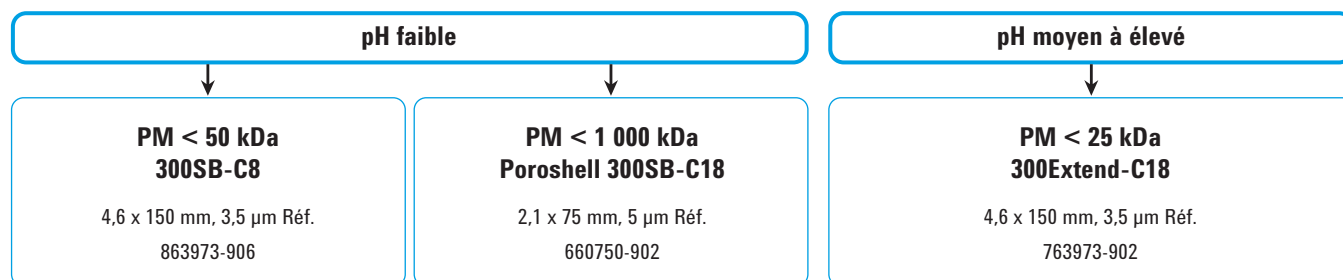 pH faible
pH moyen à élevé
PM < 50 kDa
300SB-C8
4,6 x 150 mm, 3,5 µm Réf.
863973-906
PM < 1 000 kDa
Poroshell 300SB-C18
2,1 x 75 mm, 5 µm Réf.
660750-902
PM < 25 kDa
300Extend-C18
4,6 x 150 mm, 3,5 µm Réf.
763973-902